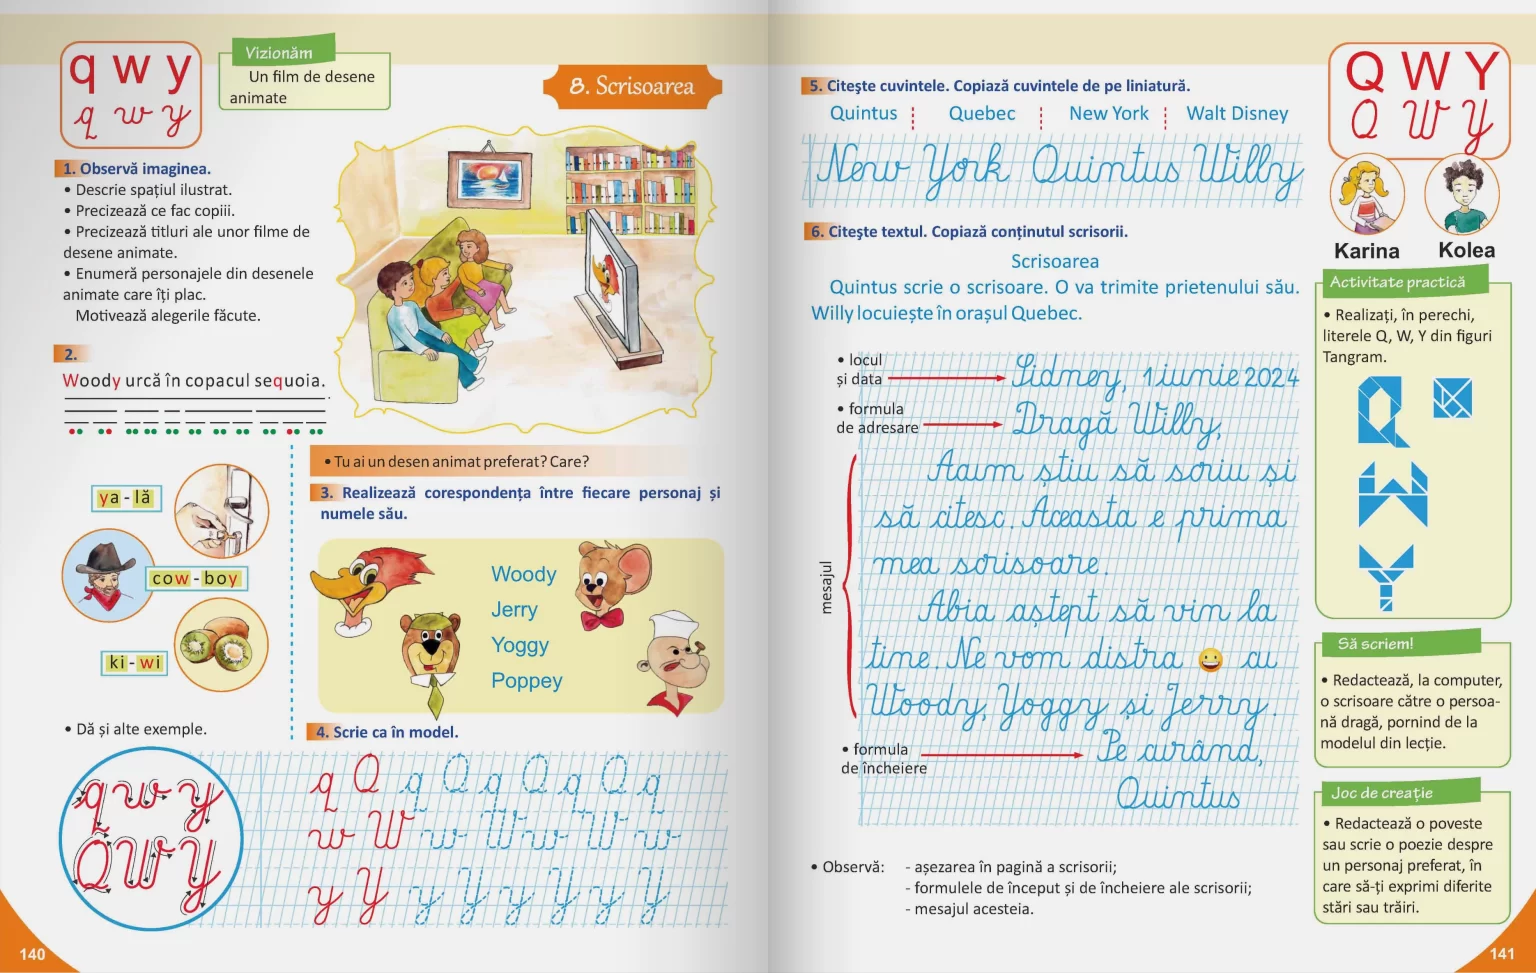 q w y
q w y
Vizionăm
Un film de desene
animate
8. Scrisoarea
1. Observă imaginea.
• Descrie spațiul ilustrat.
• Precizează ce fac copiii.
• Precizează titluri ale unor filme de
desene animate.
• Enumeră personajele din desenele
animate care îți plac.
Motivează alegerile făcute.
2.
Woody urcă în copacul sequoia.
ya - lă
cow - boy
ki - wi
• Dă și alte exemple.
q w y
Q W Y
• Tu ai un desen animat preferat? Care?
3. Realizează corespondența între fiecare personaj și
numele său.
Woody
Jerry
Yoggy
Poppey
4. Scrie ca în model.
q Q q Q q Q q Q q
w W w W w W w W w
y Y y Y y Y y Y y Y
140
5. Citește cuvintele. Copiază cuvintele de pe liniatură.
Quintus Quebec New York Walt Disney
New York Quintus Willy
6. Citește textul. Copiază conținutul scrisorii.
Scrisoarea
Quintus scrie o scrisoare. O va trimite prietenului său.
Willy locuiește în orașul Quebec.
• locul
și data
Sidney, 1 iunie 2024
• formula
de adresare
Dragă Willy,
mesajul
Acum știu să scriu și
să citesc. Aceasta e prima
mea scrisoare.
Abia aștept să vin la
tine. Ne vom distra 😀 cu
Woody, Yoggy și Jerry.
• formula
de încheiere
Pe curând,
Quintus
• Observă: - așezarea în pagină a scrisorii;
- formulele de început și de încheiere ale scrisorii;
- mesajul acesteia.
Q W Y
Q W Y
Karina Kolea
Activitate practică
• Realizați, în perechi,
literele Q, W, Y din figuri
Tangram.
Să scriem!
• Redactează, la computer,
o scrisoare către o persoa-
nă dragă, pornind de la
modelul din lecție.
Joc de creație
• Redactează o poveste
sau scrie o poezie despre
un personaj preferat, în
care să-ți exprimi diferite
stări sau trăiri.
141